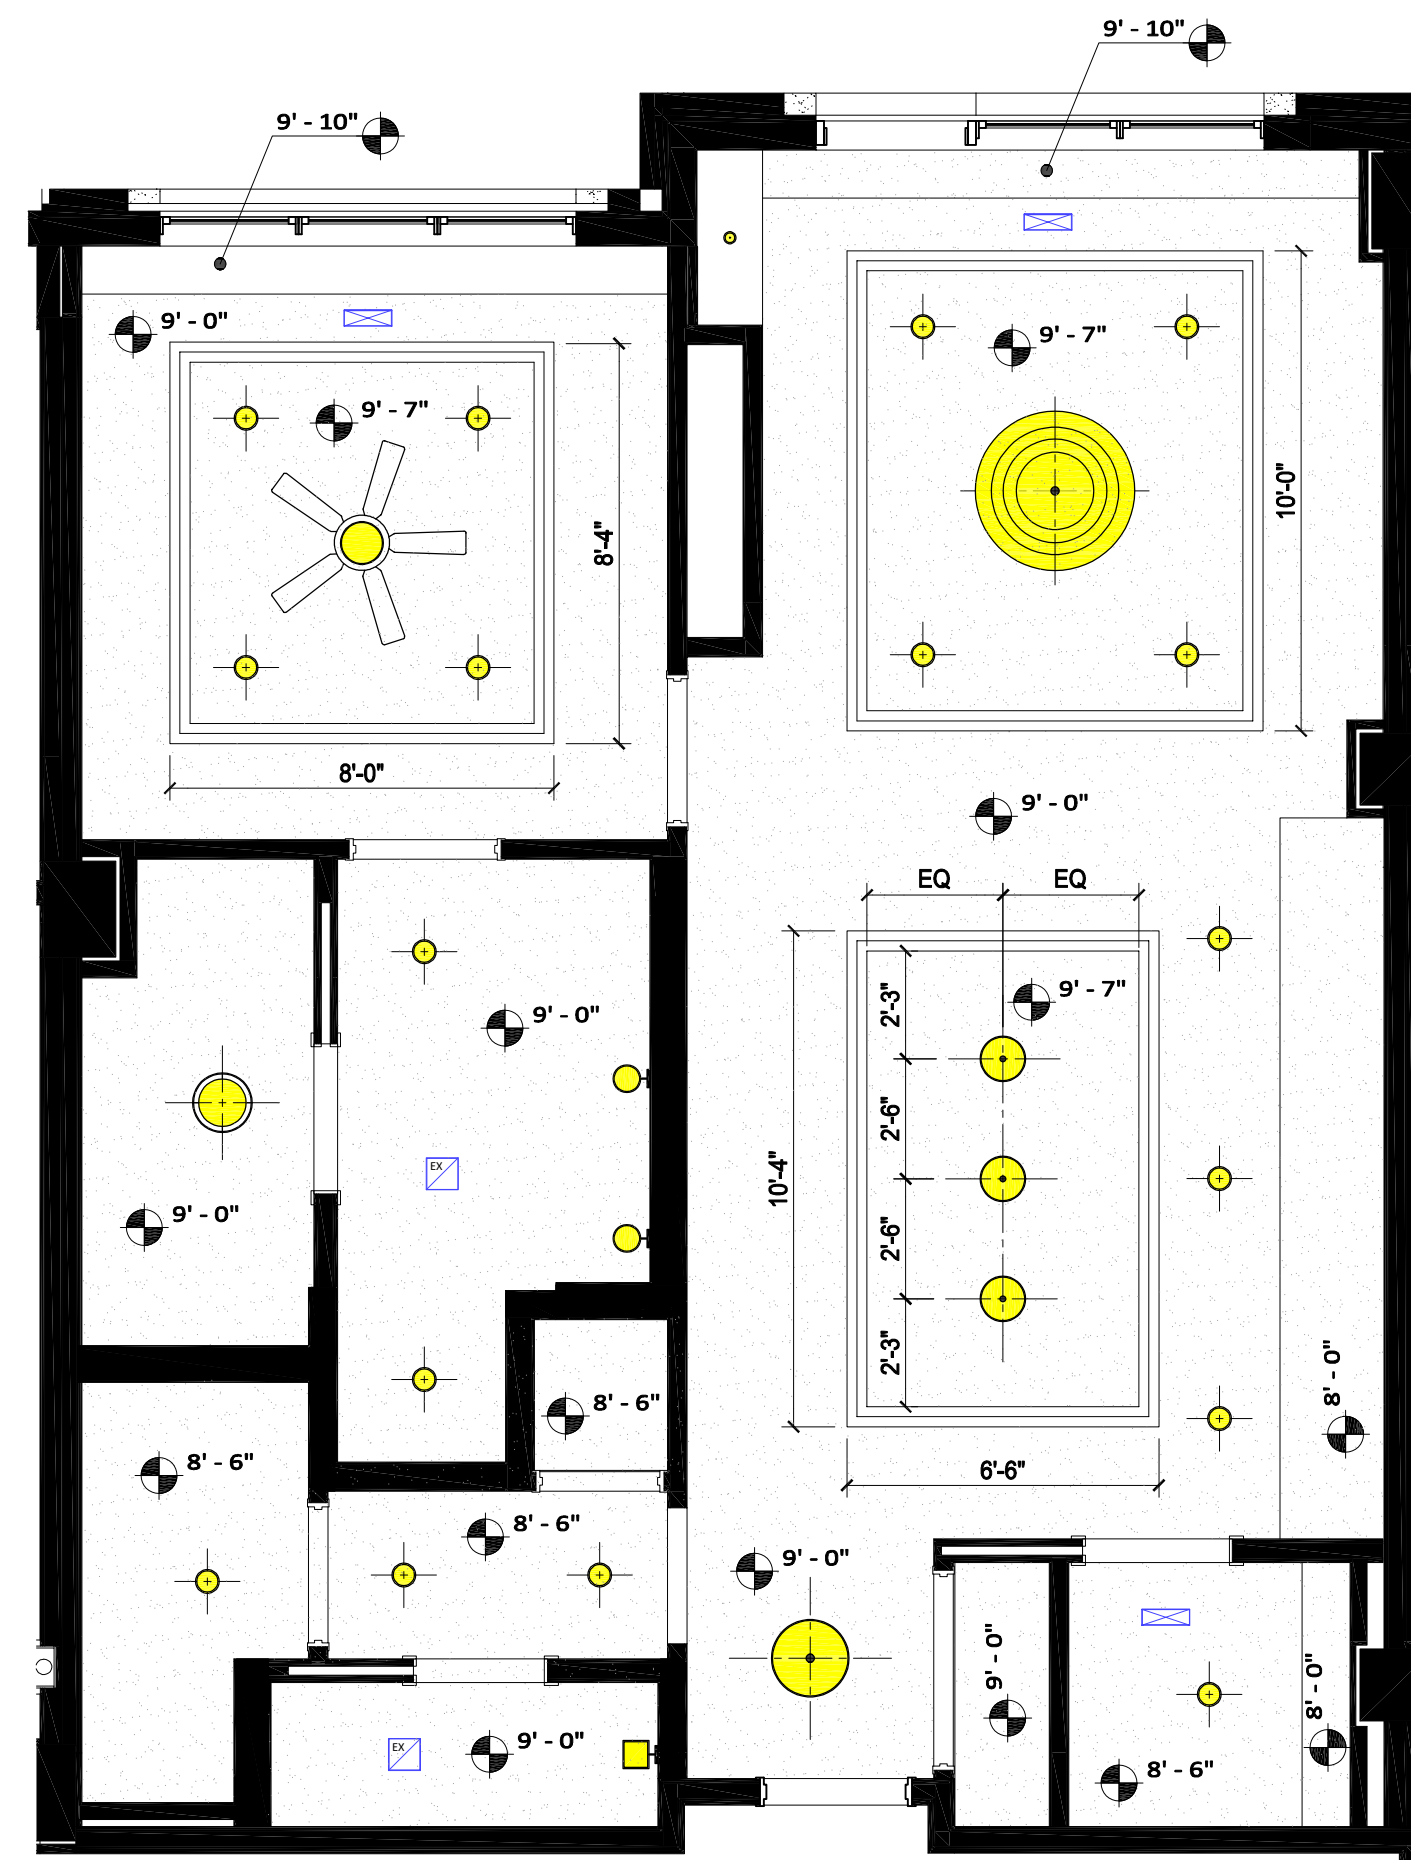 9' - 10"
9' - 10"
9' - 0"
9' - 7"
9' - 7"
10'-0"
8'-4"
8'-0"
9' - 0"
EQ
EQ
9' - 7"
2'-3"
9' - 0"
2'-6"
10'-4"
EX
9' - 0"
2'-6"
2'-3"
8' - 0"
8' - 6"
8' - 6"
6'-6"
8' - 6"
9' - 0"
9' - 0"
8' - 0"
EX
9' - 0"
8' - 6"